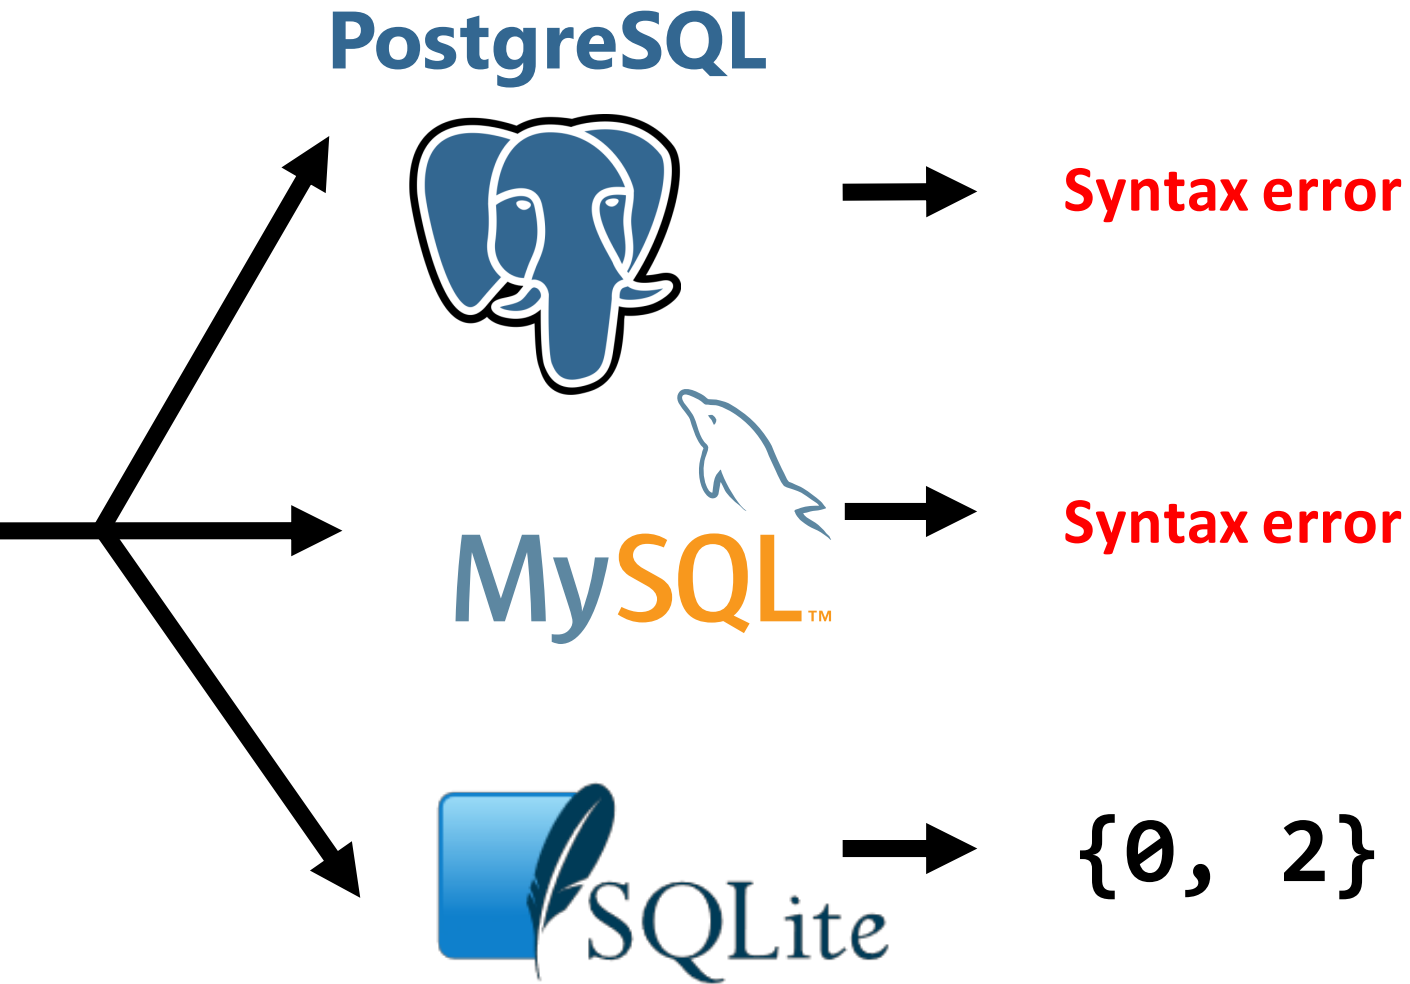 PostgreSQL
Syntax error
MySQL™
Syntax error
SQLite
{0, 2}